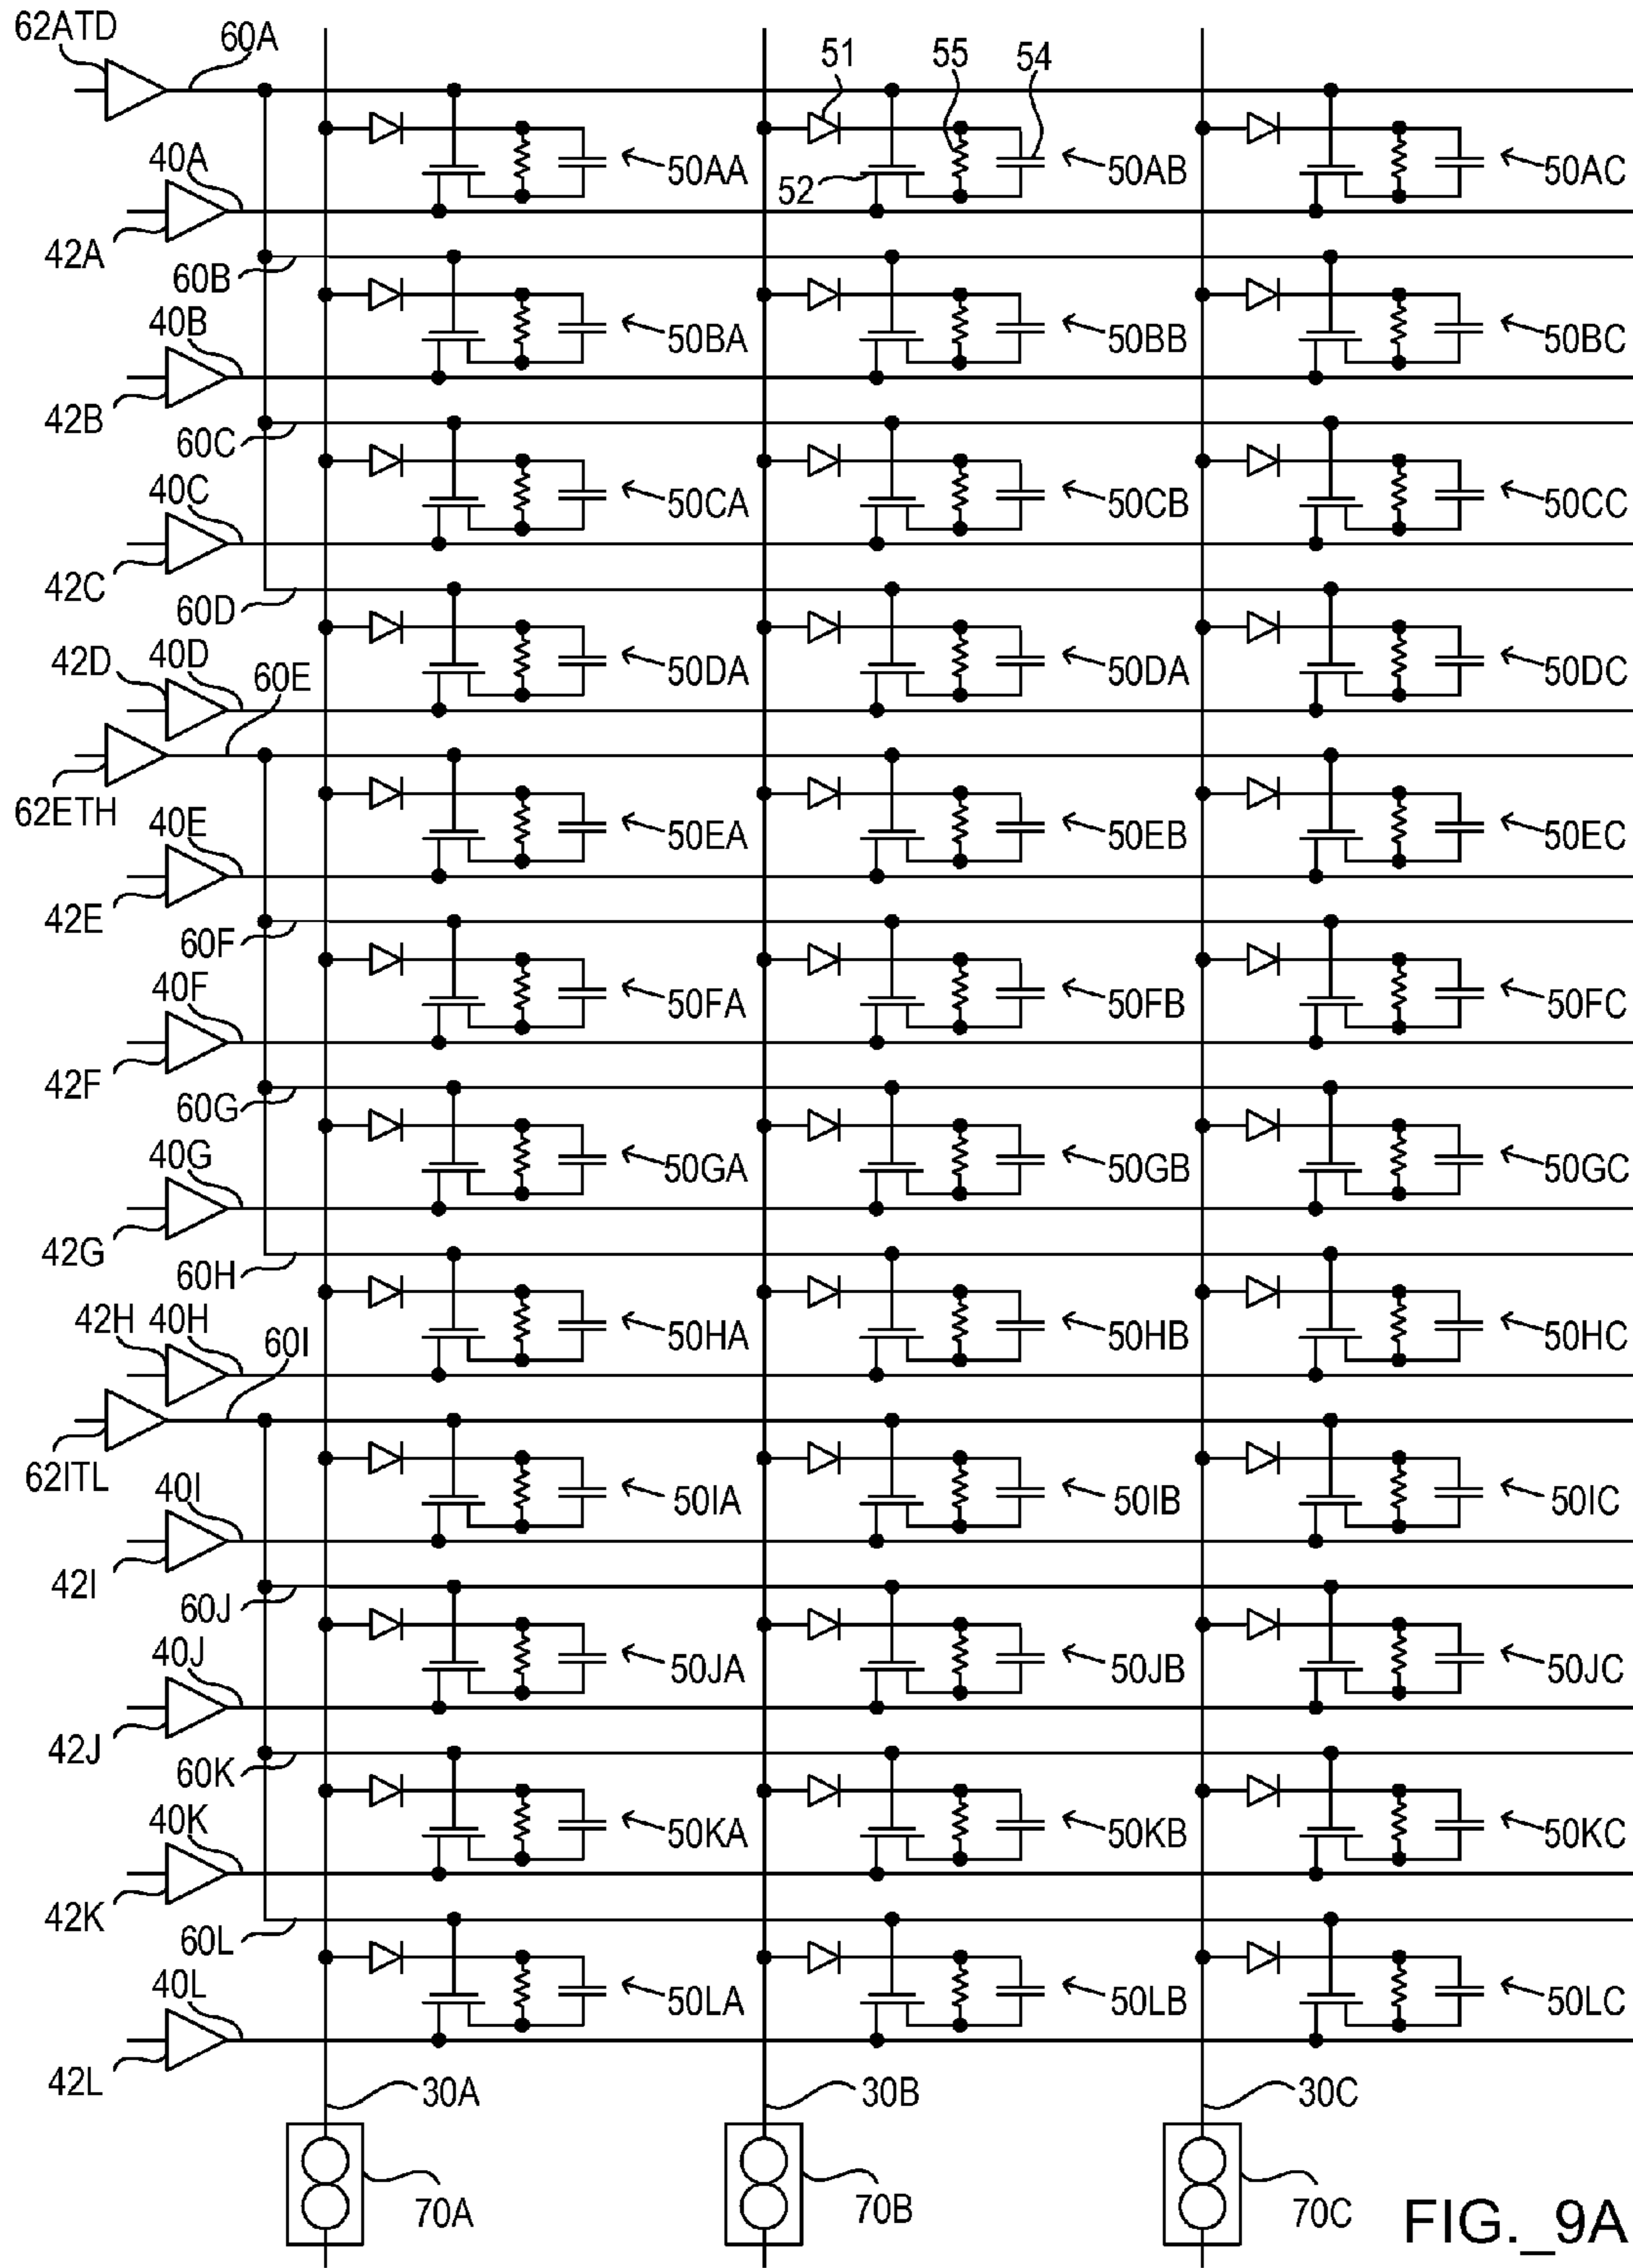 62ATD 60A 51 55 54
40A 50AA 52 50AB 50AC
42A
60B
40B 50BA 50BB 50BC
42B
60C
40C 50CA 50CB 50CC
42C
60D
42D 40D 60E 50DA 50DA 50DC
62ETH
40E 50EA 50EB 50EC
42E
60F
40F 50FA 50FB 50FC
42F
60G
40G 50GA 50GB 50GC
42G
60H
42H 40H 60I 50HA 50HB 50HC
62ITL
40I 50IA 50IB 50IC
42I
60J
40J 50JA 50JB 50JC
42J
60K
40K 50KA 50KB 50KC
42K
60L
40L 50LA 50LB 50LC
42L
30A 30B 30C
70A 70B 70C
FIG._9A